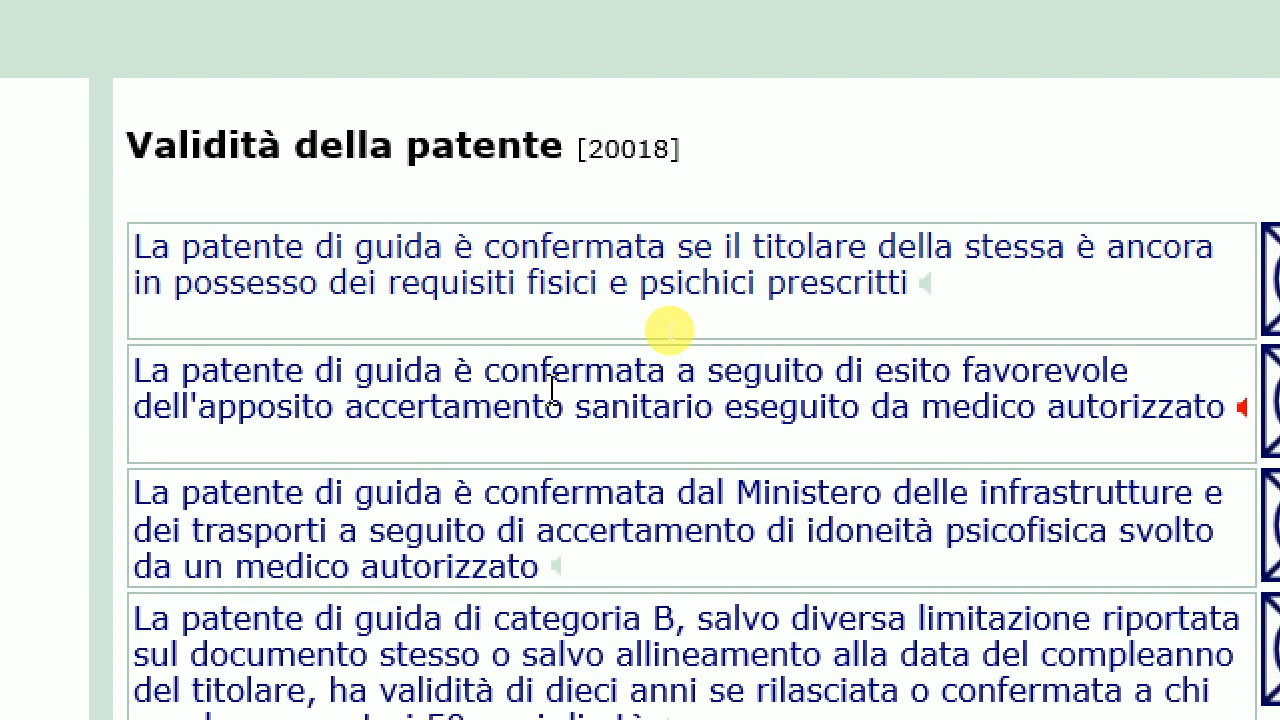 Validità della patente [20018]
La patente di guida è confermata se il titolare della stessa è ancora
in possesso dei requisiti fisici e psichici prescritti
La patente di guida è confermata a seguito di esito favorevole
dell'apposito accertamento sanitario eseguito da medico autorizzato
La patente di guida è confermata dal Ministero delle infrastrutture e
dei trasporti a seguito di accertamento di idoneità psicofisica svolto
da un medico autorizzato
La patente di guida di categoria B, salvo diversa limitazione riportata
sul documento stesso o salvo allineamento alla data del compleanno
del titolare, ha validità di dieci anni se rilasciata o confermata a chi